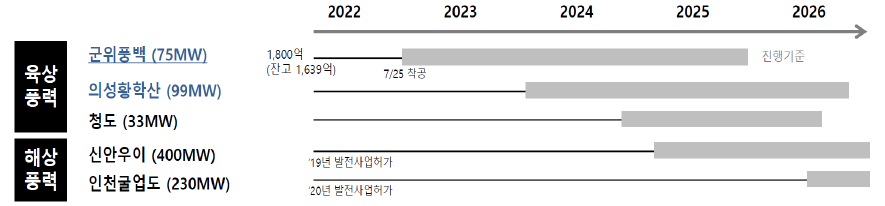 2022 2023 2024 2025 2026
육상
풍력
군위풍백 (75MW)
1,800억
(잔고 1,639억)
7/25 착공
진행기준
의성황학산 (99MW)
청도 (33MW)
해상
풍력
신안우이 (400MW)
'19년 발전사업허가
인천굴업도 (230MW)
'20년 발전사업허가